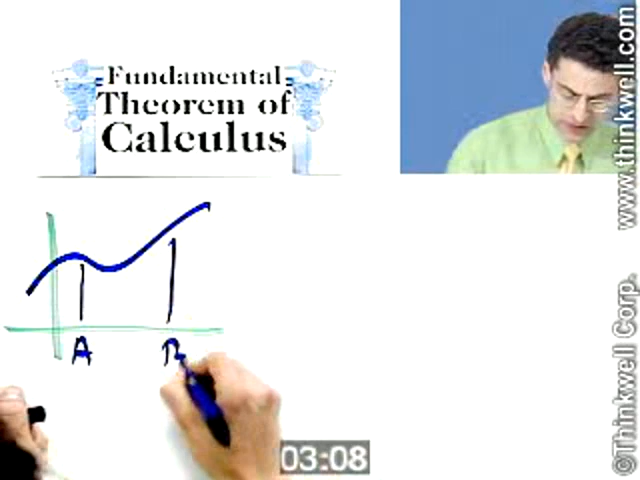 Fundamental
Theorem of
Calculus
A
B
03:08
www.thinkwell.com
©Thinkwell Corp.